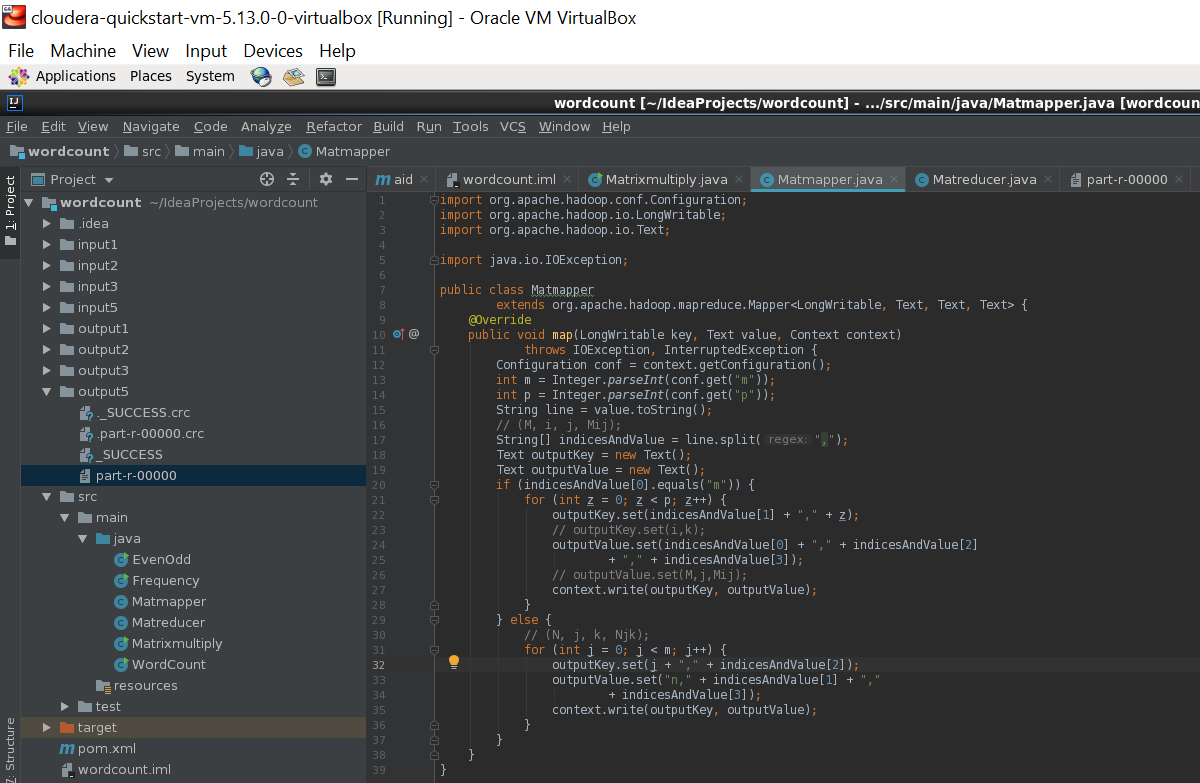 cloudera-quickstart-vm-5.13.0-0-virtualbox [Running] - Oracle VM VirtualBox
File Machine View Input Devices Help
Applications Places System
wordcount [~/IdeaProjects/wordcount] - .../src/main/java/Matmapper.java [wordcoun
File Edit View Navigate Code Analyze Refactor Build Run Tools VCS Window Help
wordcount src main java Matmapper
1: Project
7: Structure
Project
wordcount ~/IdeaProjects/wordcount
.idea
input1
input2
input3
input5
output1
output2
output3
output5
._SUCCESS.crc
.part-r-00000.crc
_SUCCESS
part-r-00000
src
main
java
EvenOdd
Frequency
Matmapper
Matreducer
Matrixmultiply
WordCount
resources
test
target
pom.xml
wordcount.iml
aid wordcount.iml Matrixmultiply.java Matmapper.java Matreducer.java part-r-00000
1 import org.apache.hadoop.conf.Configuration;
2 import org.apache.hadoop.io.LongWritable;
3 import org.apache.hadoop.io.Text;
4
5 import java.io.IOException;
6
7 public class Matmapper
8 extends org.apache.hadoop.mapreduce.Mapper<LongWritable, Text, Text, Text> {
9 @Override
10 @ public void map(LongWritable key, Text value, Context context)
11 throws IOException, InterruptedException {
12 Configuration conf = context.getConfiguration();
13 int m = Integer.parseInt(conf.get("m"));
14 int p = Integer.parseInt(conf.get("p"));
15 String line = value.toString();
16 // (M, i, j, Mij);
17 String[] indicesAndValue = line.split( regex: ",");
18 Text outputKey = new Text();
19 Text outputValue = new Text();
20 if (indicesAndValue[0].equals("m")) {
21 for (int z = 0; z < p; z++) {
22 outputKey.set(indicesAndValue[1] + "," + z);
23 // outputKey.set(i,k);
24 outputValue.set(indicesAndValue[0] + "," + indicesAndValue[2]
25 + "," + indicesAndValue[3]);
26 // outputValue.set(M,j,Mij);
27 context.write(outputKey, outputValue);
28 }
29 } else {
30 // (N, j, k, Njk);
31 for (int j = 0; j < m; j++) {
32 outputKey.set(j + "," + indicesAndValue[2]);
33 outputValue.set("n," + indicesAndValue[1] + ","
34 + indicesAndValue[3]);
35 context.write(outputKey, outputValue);
36 }
37 }
38 }
39 }